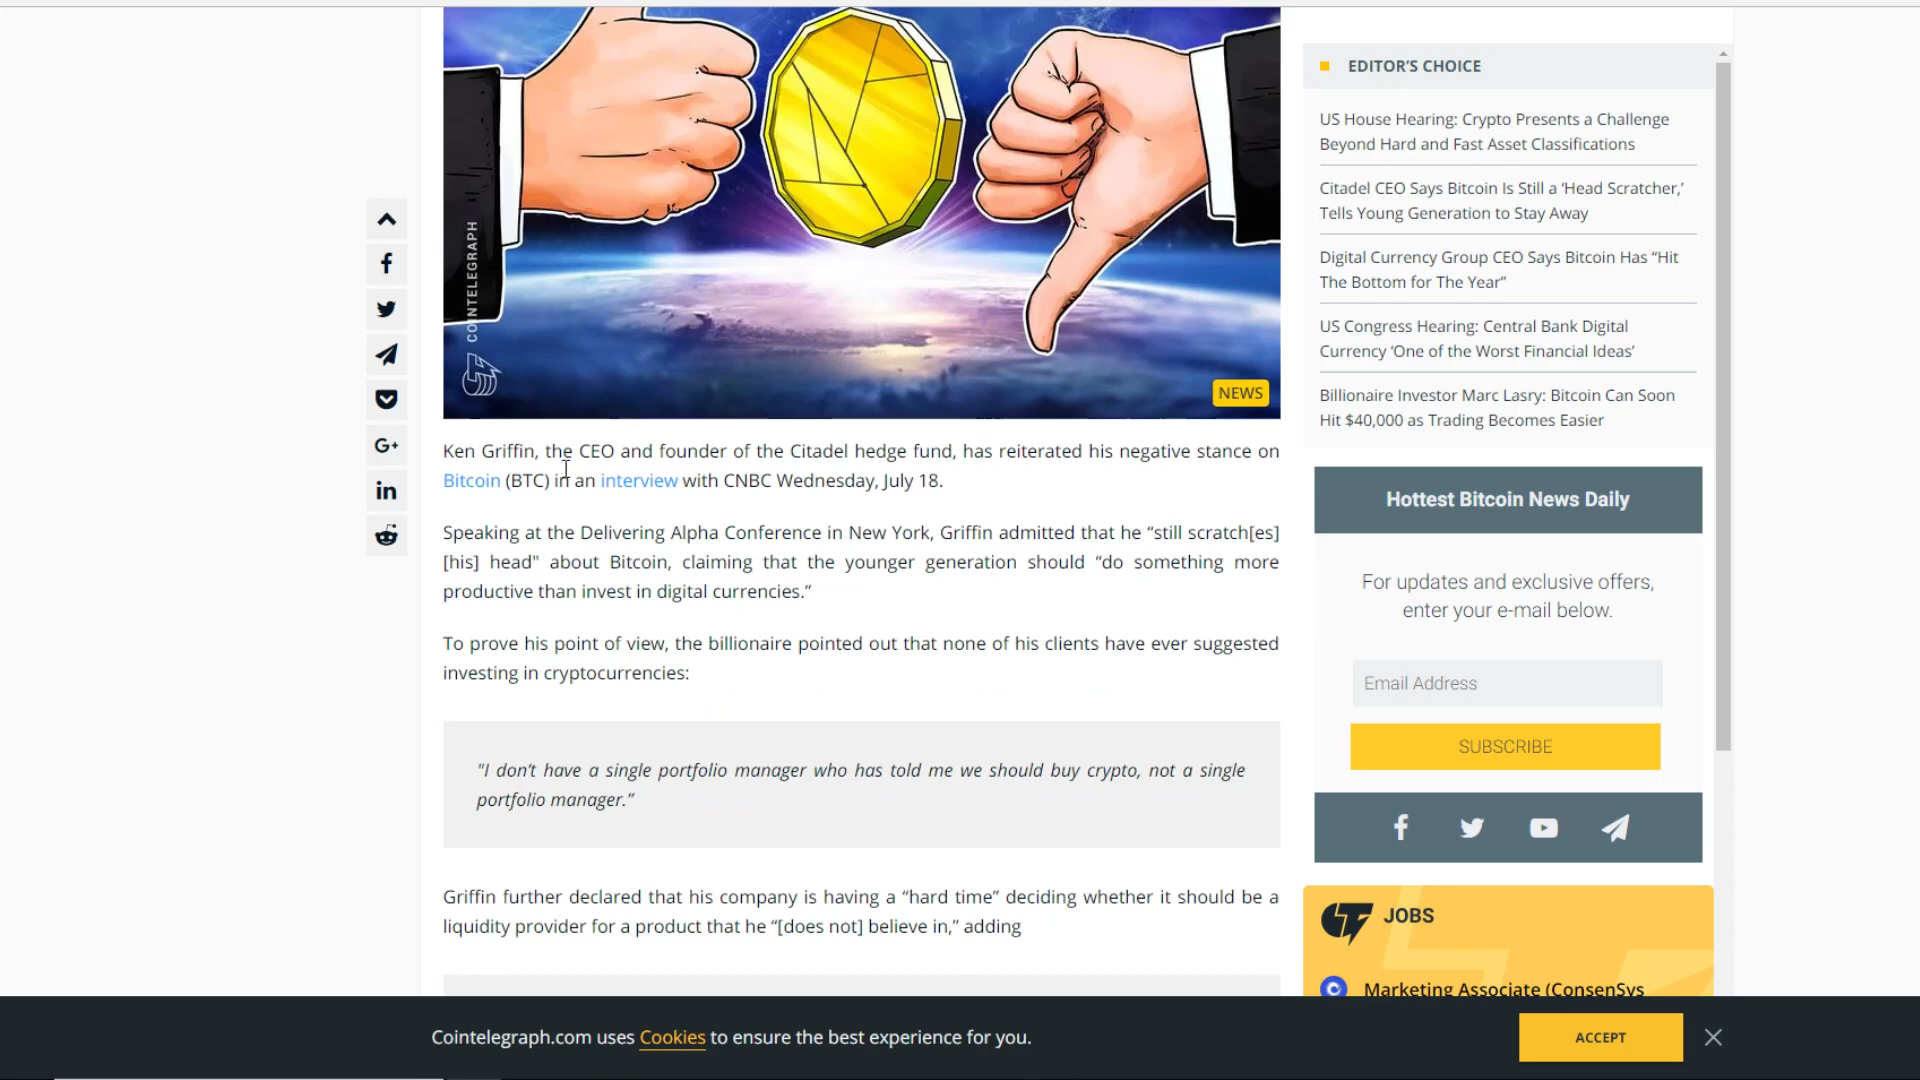 COINTELEGRAPH
NEWS
Ken Griffin, the CEO and founder of the Citadel hedge fund, has reiterated his negative stance on
Bitcoin (BTC) in an interview with CNBC Wednesday, July 18.
Speaking at the Delivering Alpha Conference in New York, Griffin admitted that he “still scratch[es]
[his] head" about Bitcoin, claiming that the younger generation should “do something more
productive than invest in digital currencies.”
To prove his point of view, the billionaire pointed out that none of his clients have ever suggested
investing in cryptocurrencies:
"I don’t have a single portfolio manager who has told me we should buy crypto, not a single
portfolio manager.”
Griffin further declared that his company is having a “hard time” deciding whether it should be a
liquidity provider for a product that he “[does not] believe in,” adding
EDITOR’S CHOICE
US House Hearing: Crypto Presents a Challenge
Beyond Hard and Fast Asset Classifications
Citadel CEO Says Bitcoin Is Still a ‘Head Scratcher,’
Tells Young Generation to Stay Away
Digital Currency Group CEO Says Bitcoin Has “Hit
The Bottom for The Year”
US Congress Hearing: Central Bank Digital
Currency ‘One of the Worst Financial Ideas’
Billionaire Investor Marc Lasry: Bitcoin Can Soon
Hit $40,000 as Trading Becomes Easier
Hottest Bitcoin News Daily
For updates and exclusive offers,
enter your e-mail below.
Email Address
SUBSCRIBE
JOBS
Marketing Associate (ConsenSys
Cointelegraph.com uses Cookies to ensure the best experience for you.
ACCEPT